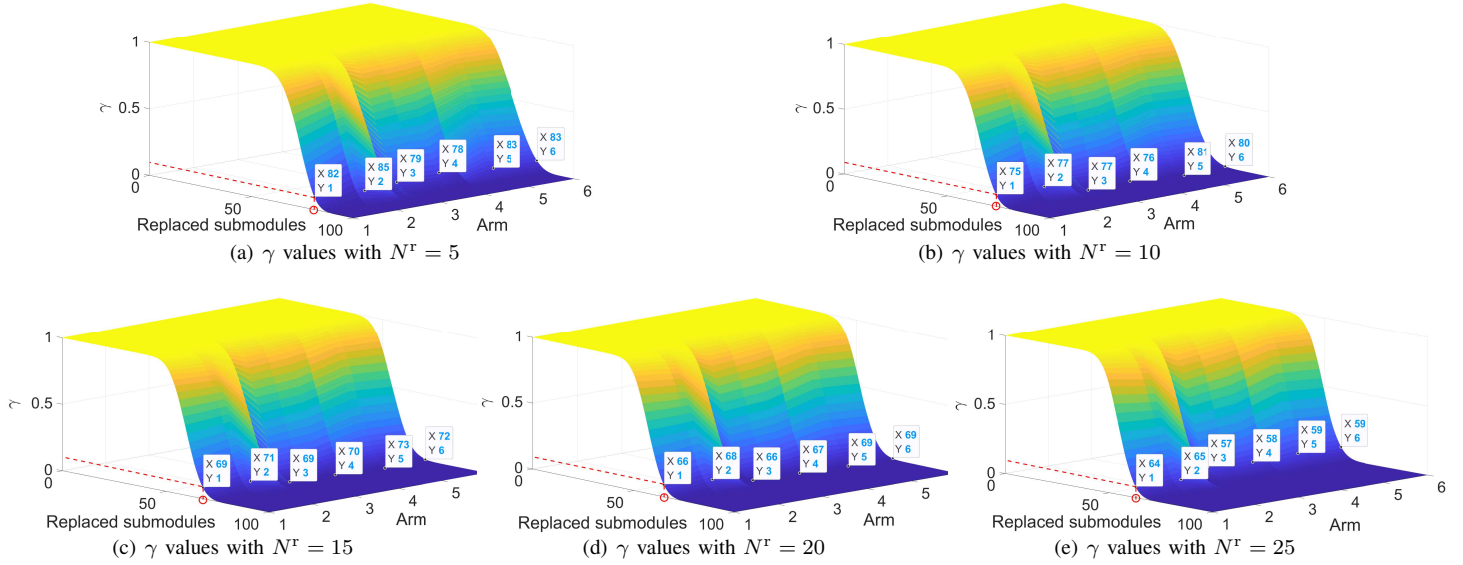 1
0.5
0
γ
0
50
100
Replaced submodules
1
2
3
4
5
6
Arm
X 82
Y 1
X 85
Y 2
X 79
Y 3
X 78
Y 4
X 83
Y 5
X 83
Y 6
(a) γ values with Nʳ = 5
1
0.5
0
γ
0
50
100
Replaced submodules
1
2
3
4
5
6
Arm
X 75
Y 1
X 77
Y 2
X 77
Y 3
X 76
Y 4
X 81
Y 5
X 80
Y 6
(b) γ values with Nʳ = 10
1
0.5
0
γ
0
50
100
Replaced submodules
1
2
3
4
5
Arm
X 69
Y 1
X 71
Y 2
X 69
Y 3
X 70
Y 4
X 73
Y 5
X 72
Y 6
(c) γ values with Nʳ = 15
1
0.5
0
γ
0
50
100
Replaced submodules
1
2
3
4
5
Arm
X 66
Y 1
X 68
Y 2
X 66
Y 3
X 67
Y 4
X 69
Y 5
X 69
Y 6
(d) γ values with Nʳ = 20
1
0.5
0
γ
0
50
100
Replaced submodules
1
2
3
4
5
6
Arm
X 64
Y 1
X 65
Y 2
X 57
Y 3
X 58
Y 4
X 59
Y 5
X 59
Y 6
(e) γ values with Nʳ = 25